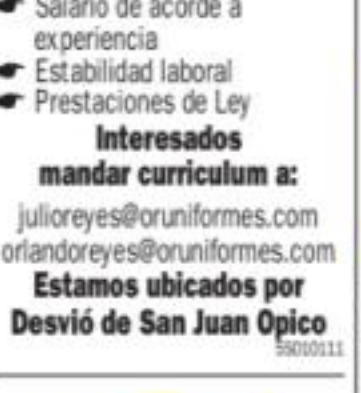 ☛ Salario de acorde a
experiencia
☛ Estabilidad laboral
☛ Prestaciones de Ley
Interesados
mandar curriculum a:
julioreyes@oruniformes.com
orlandoreyes@oruniformes.com
Estamos ubicados por
Desvió de San Juan Opico
55010111